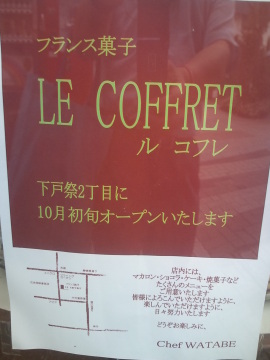 フランス菓子
LE COFFRET
ル コフレ
下戸祭2丁目に
10月初旬オープンいたします
店内には、
マカロン・ショコラ・ケーキ・焼菓子など
たくさんのメニューを
ご用意いたします
皆様によろこんでいただけますように、
楽しんでいただけますように、
日々努力いたします
どうぞお楽しみに。
Chef WATABE